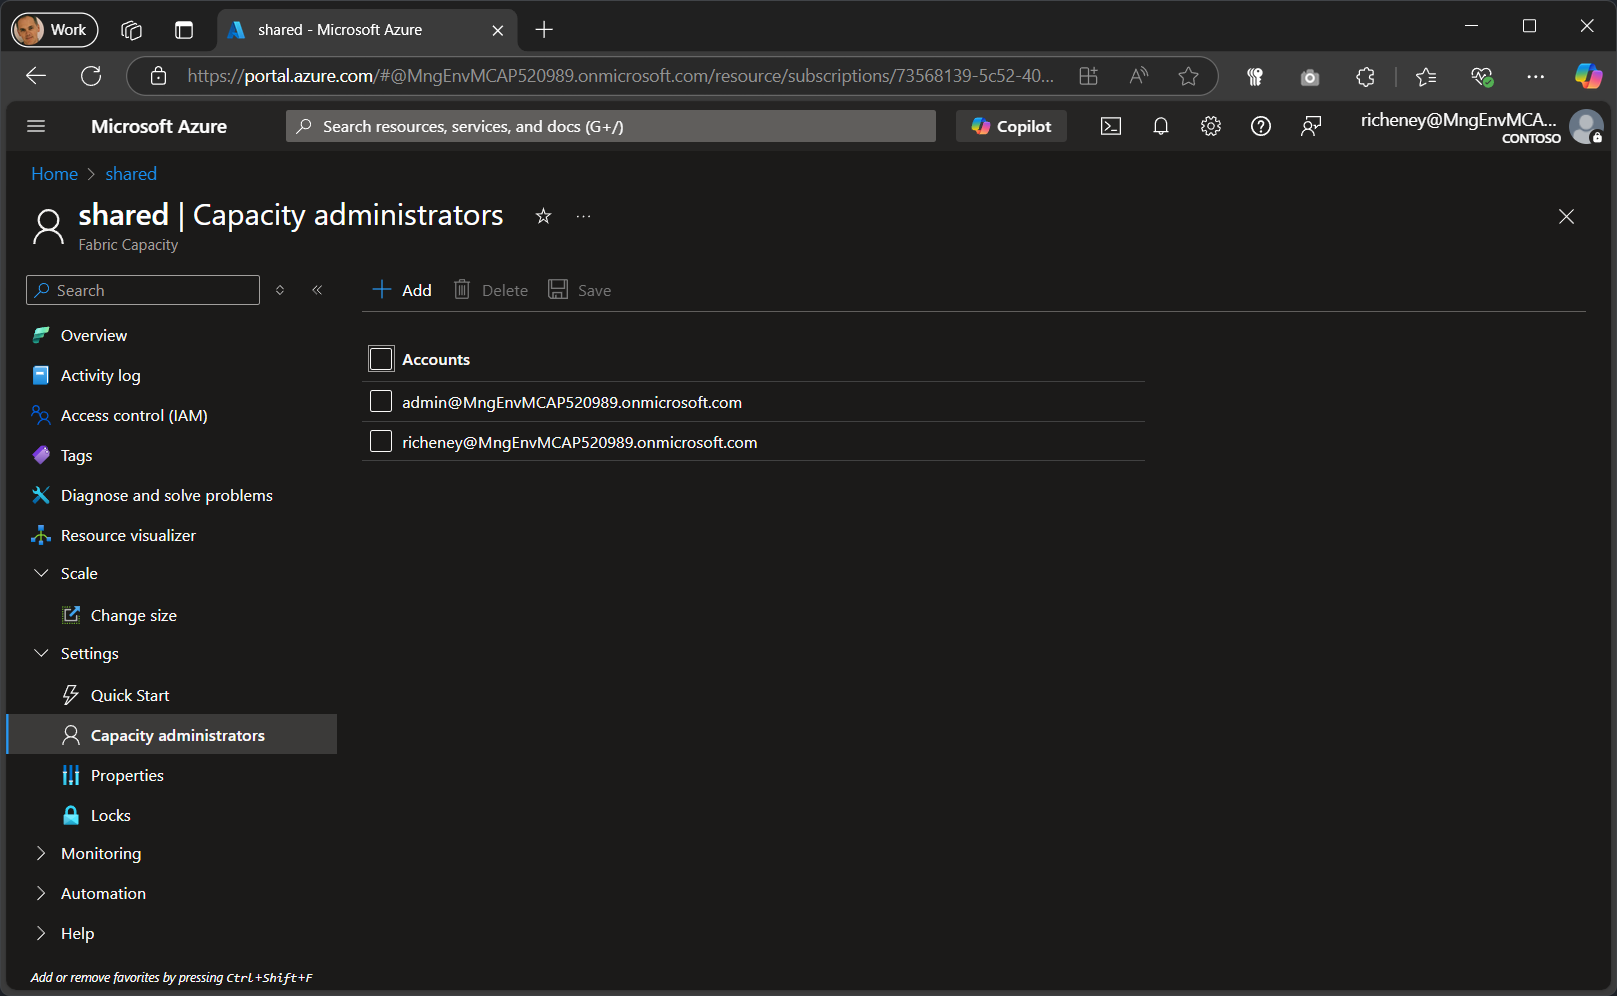 Work
shared - Microsoft Azure
https://portal.azure.com/#@MngEnvMCAP520989.onmicrosoft.com/resource/subscriptions/73568139-5c52-40...
Microsoft Azure
Search resources, services, and docs (G+/)
Copilot
richeney@MngEnvMCA...
CONTOSO
Home > shared
shared | Capacity administrators
Fabric Capacity
Search
Add
Delete
Save
Overview
Activity log
Access control (IAM)
Tags
Diagnose and solve problems
Resource visualizer
Scale
Change size
Settings
Quick Start
Capacity administrators
Properties
Locks
Monitoring
Automation
Help
Add or remove favorites by pressing Ctrl+Shift+F
Accounts
admin@MngEnvMCAP520989.onmicrosoft.com
richeney@MngEnvMCAP520989.onmicrosoft.com